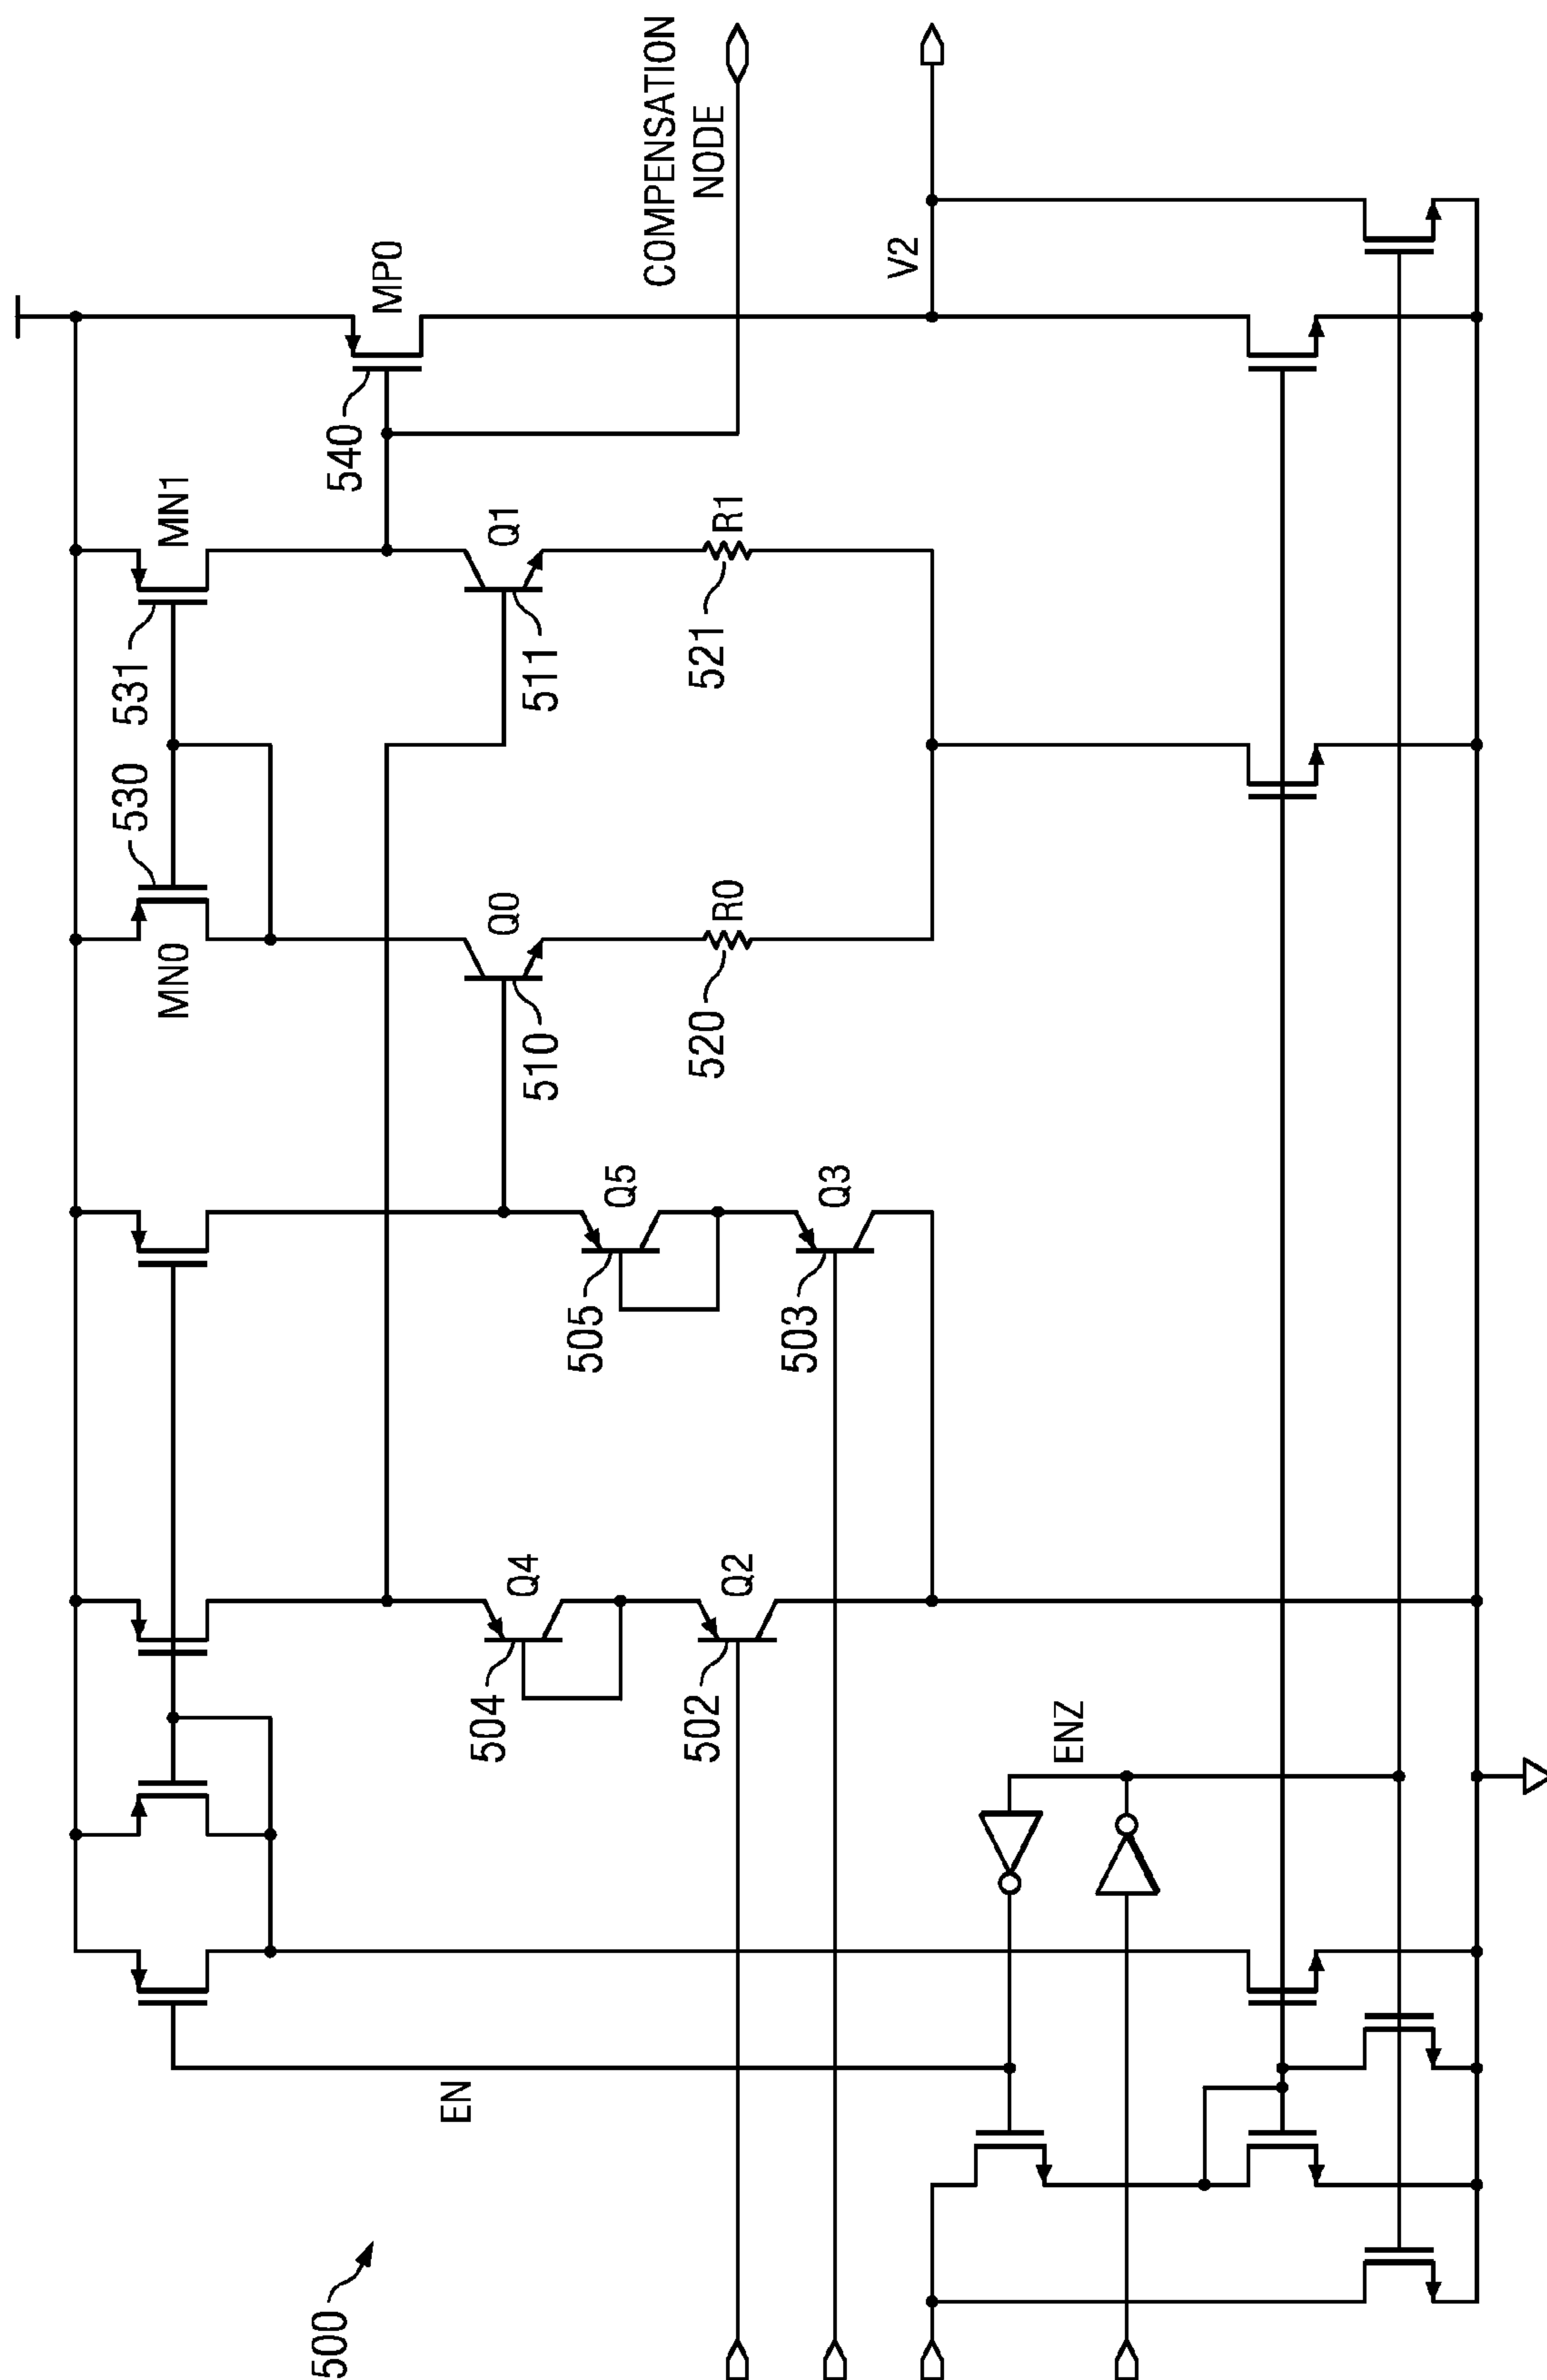 500
EN
ENZ
504
Q4
502
Q2
505
Q5
503
Q3
MN0
530
531
MN1
510
Q0
511
Q1
520
R0
521
R1
540
MP0
COMPENSATION
NODE
V2